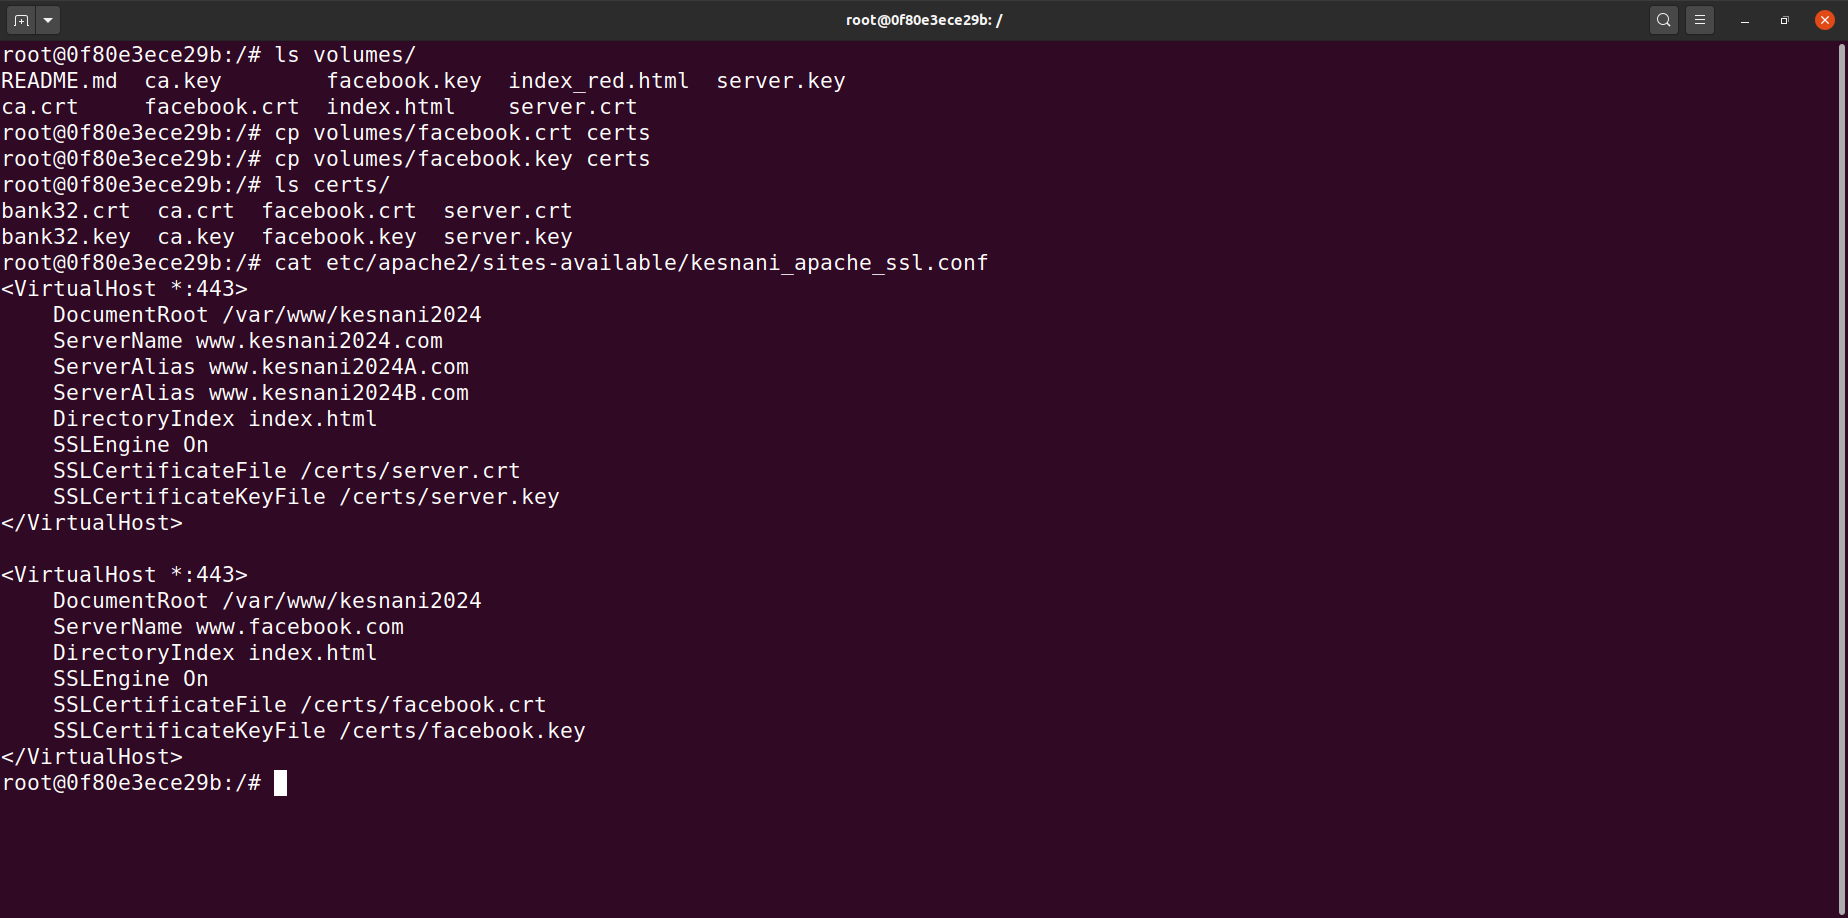 root@0f80e3ece29b: /
root@0f80e3ece29b:/# ls volumes/
README.md  ca.key        facebook.key  index_red.html  server.key
ca.crt     facebook.crt  index.html    server.crt
root@0f80e3ece29b:/# cp volumes/facebook.crt certs
root@0f80e3ece29b:/# cp volumes/facebook.key certs
root@0f80e3ece29b:/# ls certs/
bank32.crt  ca.crt  facebook.crt  server.crt
bank32.key  ca.key  facebook.key  server.key
root@0f80e3ece29b:/# cat etc/apache2/sites-available/kesnani_apache_ssl.conf
<VirtualHost *:443>
    DocumentRoot /var/www/kesnani2024
    ServerName www.kesnani2024.com
    ServerAlias www.kesnani2024A.com
    ServerAlias www.kesnani2024B.com
    DirectoryIndex index.html
    SSLEngine On
    SSLCertificateFile /certs/server.crt
    SSLCertificateKeyFile /certs/server.key
</VirtualHost>

<VirtualHost *:443>
    DocumentRoot /var/www/kesnani2024
    ServerName www.facebook.com
    DirectoryIndex index.html
    SSLEngine On
    SSLCertificateFile /certs/facebook.crt
    SSLCertificateKeyFile /certs/facebook.key
</VirtualHost>
root@0f80e3ece29b:/#